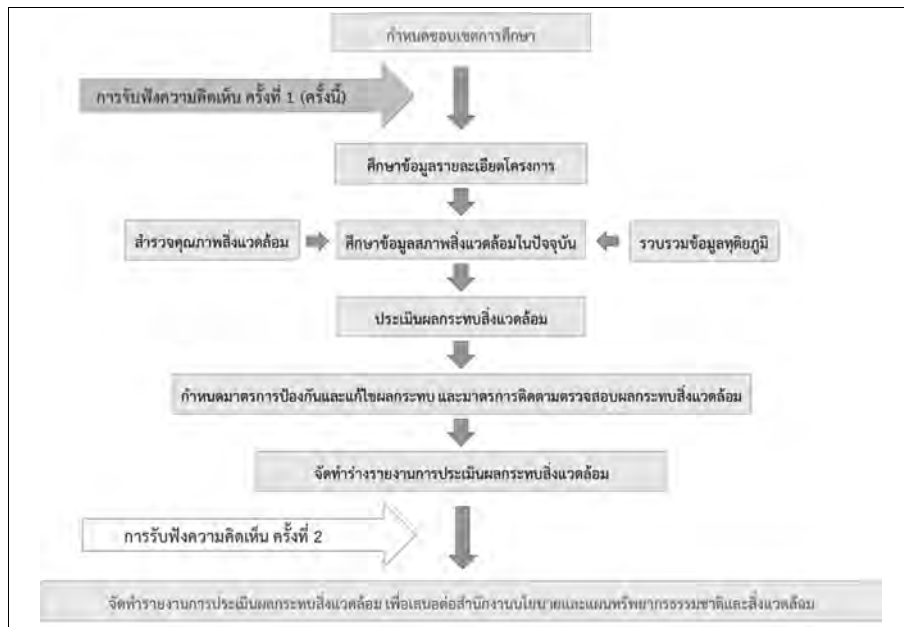 กำหนดขอบเขตการศึกษา
การรับฟังความคิดเห็น ครั้งที่ 1 (ครั้งนี้)
ศึกษาข้อมูลรายละเอียดโครงการ
สำรวจคุณภาพสิ่งแวดล้อม
ศึกษาข้อมูลสภาพสิ่งแวดล้อมในปัจจุบัน
รวบรวมข้อมูลทุติยภูมิ
ประเมินผลกระทบสิ่งแวดล้อม
กำหนดมาตรการป้องกันและแก้ไขผลกระทบ และมาตรการติดตามตรวจสอบผลกระทบสิ่งแวดล้อม
จัดทำร่างรายงานการประเมินผลกระทบสิ่งแวดล้อม
การรับฟังความคิดเห็น ครั้งที่ 2
จัดทำรายงานการประเมินผลกระทบสิ่งแวดล้อม เพื่อเสนอต่อสำนักงานนโยบายและแผนทรัพยากรธรรมชาติและสิ่งแวดล้อม